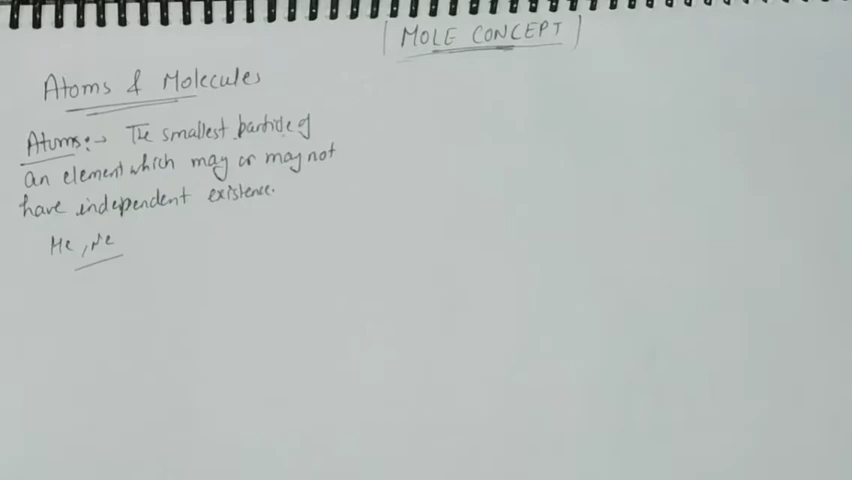 MOLE CONCEPT
Atoms & Molecules
Atoms:→ The smallest particle of
an element which may or may not
have independent existence.
He, Ne